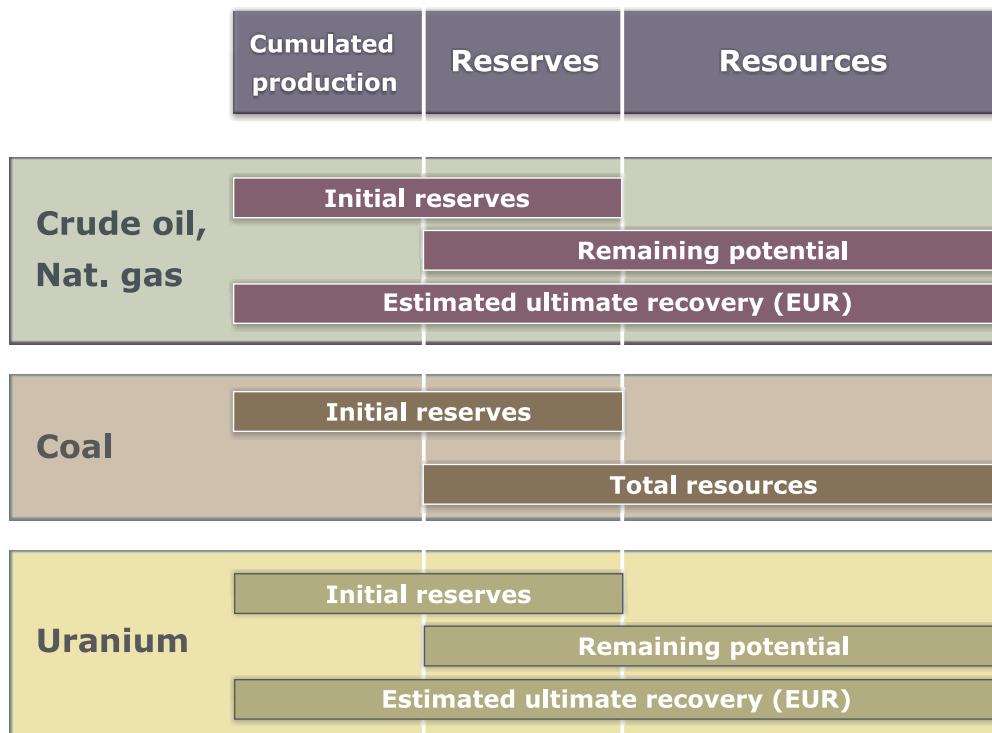 Cumulated
production
Reserves
Resources
Crude oil,
Nat. gas
Initial reserves
Remaining potential
Estimated ultimate recovery (EUR)
Coal
Initial reserves
Total resources
Uranium
Initial reserves
Remaining potential
Estimated ultimate recovery (EUR)